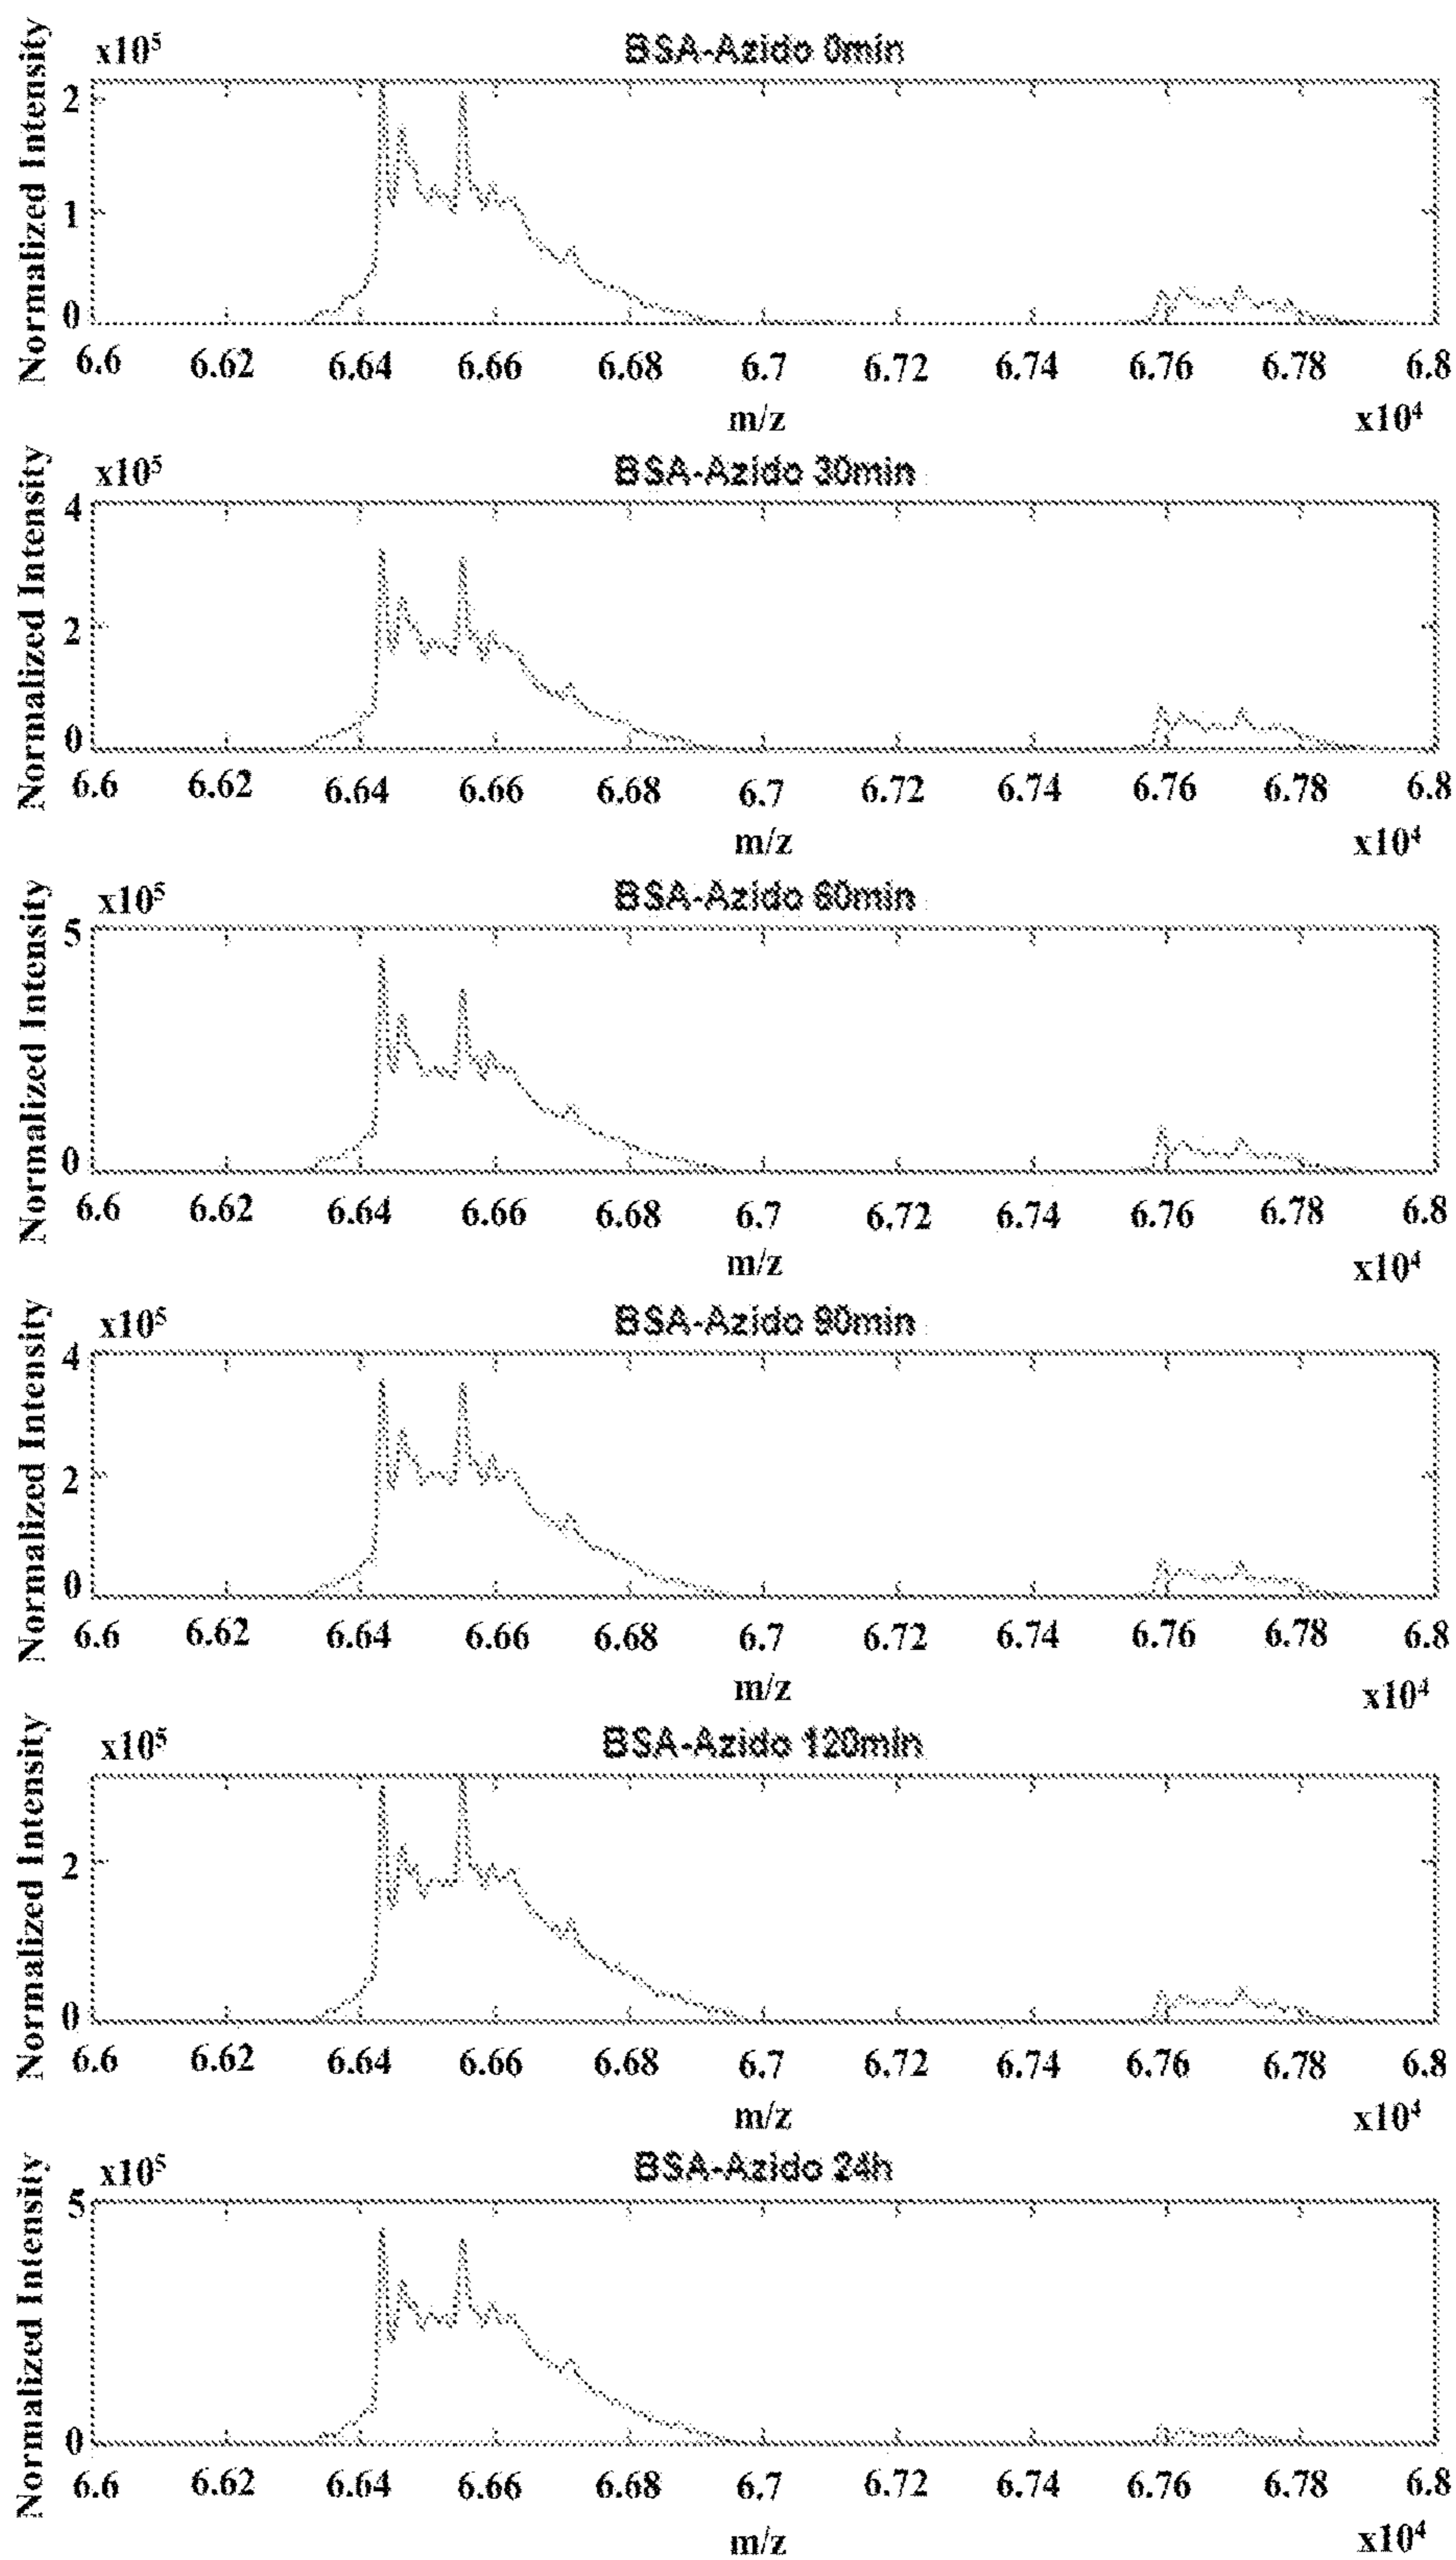 x10⁵
BSA-Azido 0min
Normalized Intensity
2
1
0
6.6 6.62 6.64 6.66 6.68 6.7 6.72 6.74 6.76 6.78 6.8
m/z
x10⁴
x10⁵
BSA-Azido 30min
Normalized Intensity
4
2
0
6.6 6.62 6.64 6.66 6.68 6.7 6.72 6.74 6.76 6.78 6.8
m/z
x10⁴
x10⁵
BSA-Azido 60min
Normalized Intensity
5
0
6.6 6.62 6.64 6.66 6.68 6.7 6.72 6.74 6.76 6.78 6.8
m/z
x10⁴
x10⁵
BSA-Azido 90min
Normalized Intensity
4
2
0
6.6 6.62 6.64 6.66 6.68 6.7 6.72 6.74 6.76 6.78 6.8
m/z
x10⁴
x10⁵
BSA-Azido 120min
Normalized Intensity
2
0
6.6 6.62 6.64 6.66 6.68 6.7 6.72 6.74 6.76 6.78 6.8
m/z
x10⁴
x10⁵
BSA-Azido 24h
Normalized Intensity
5
0
6.6 6.62 6.64 6.66 6.68 6.7 6.72 6.74 6.76 6.78 6.8
m/z
x10⁴